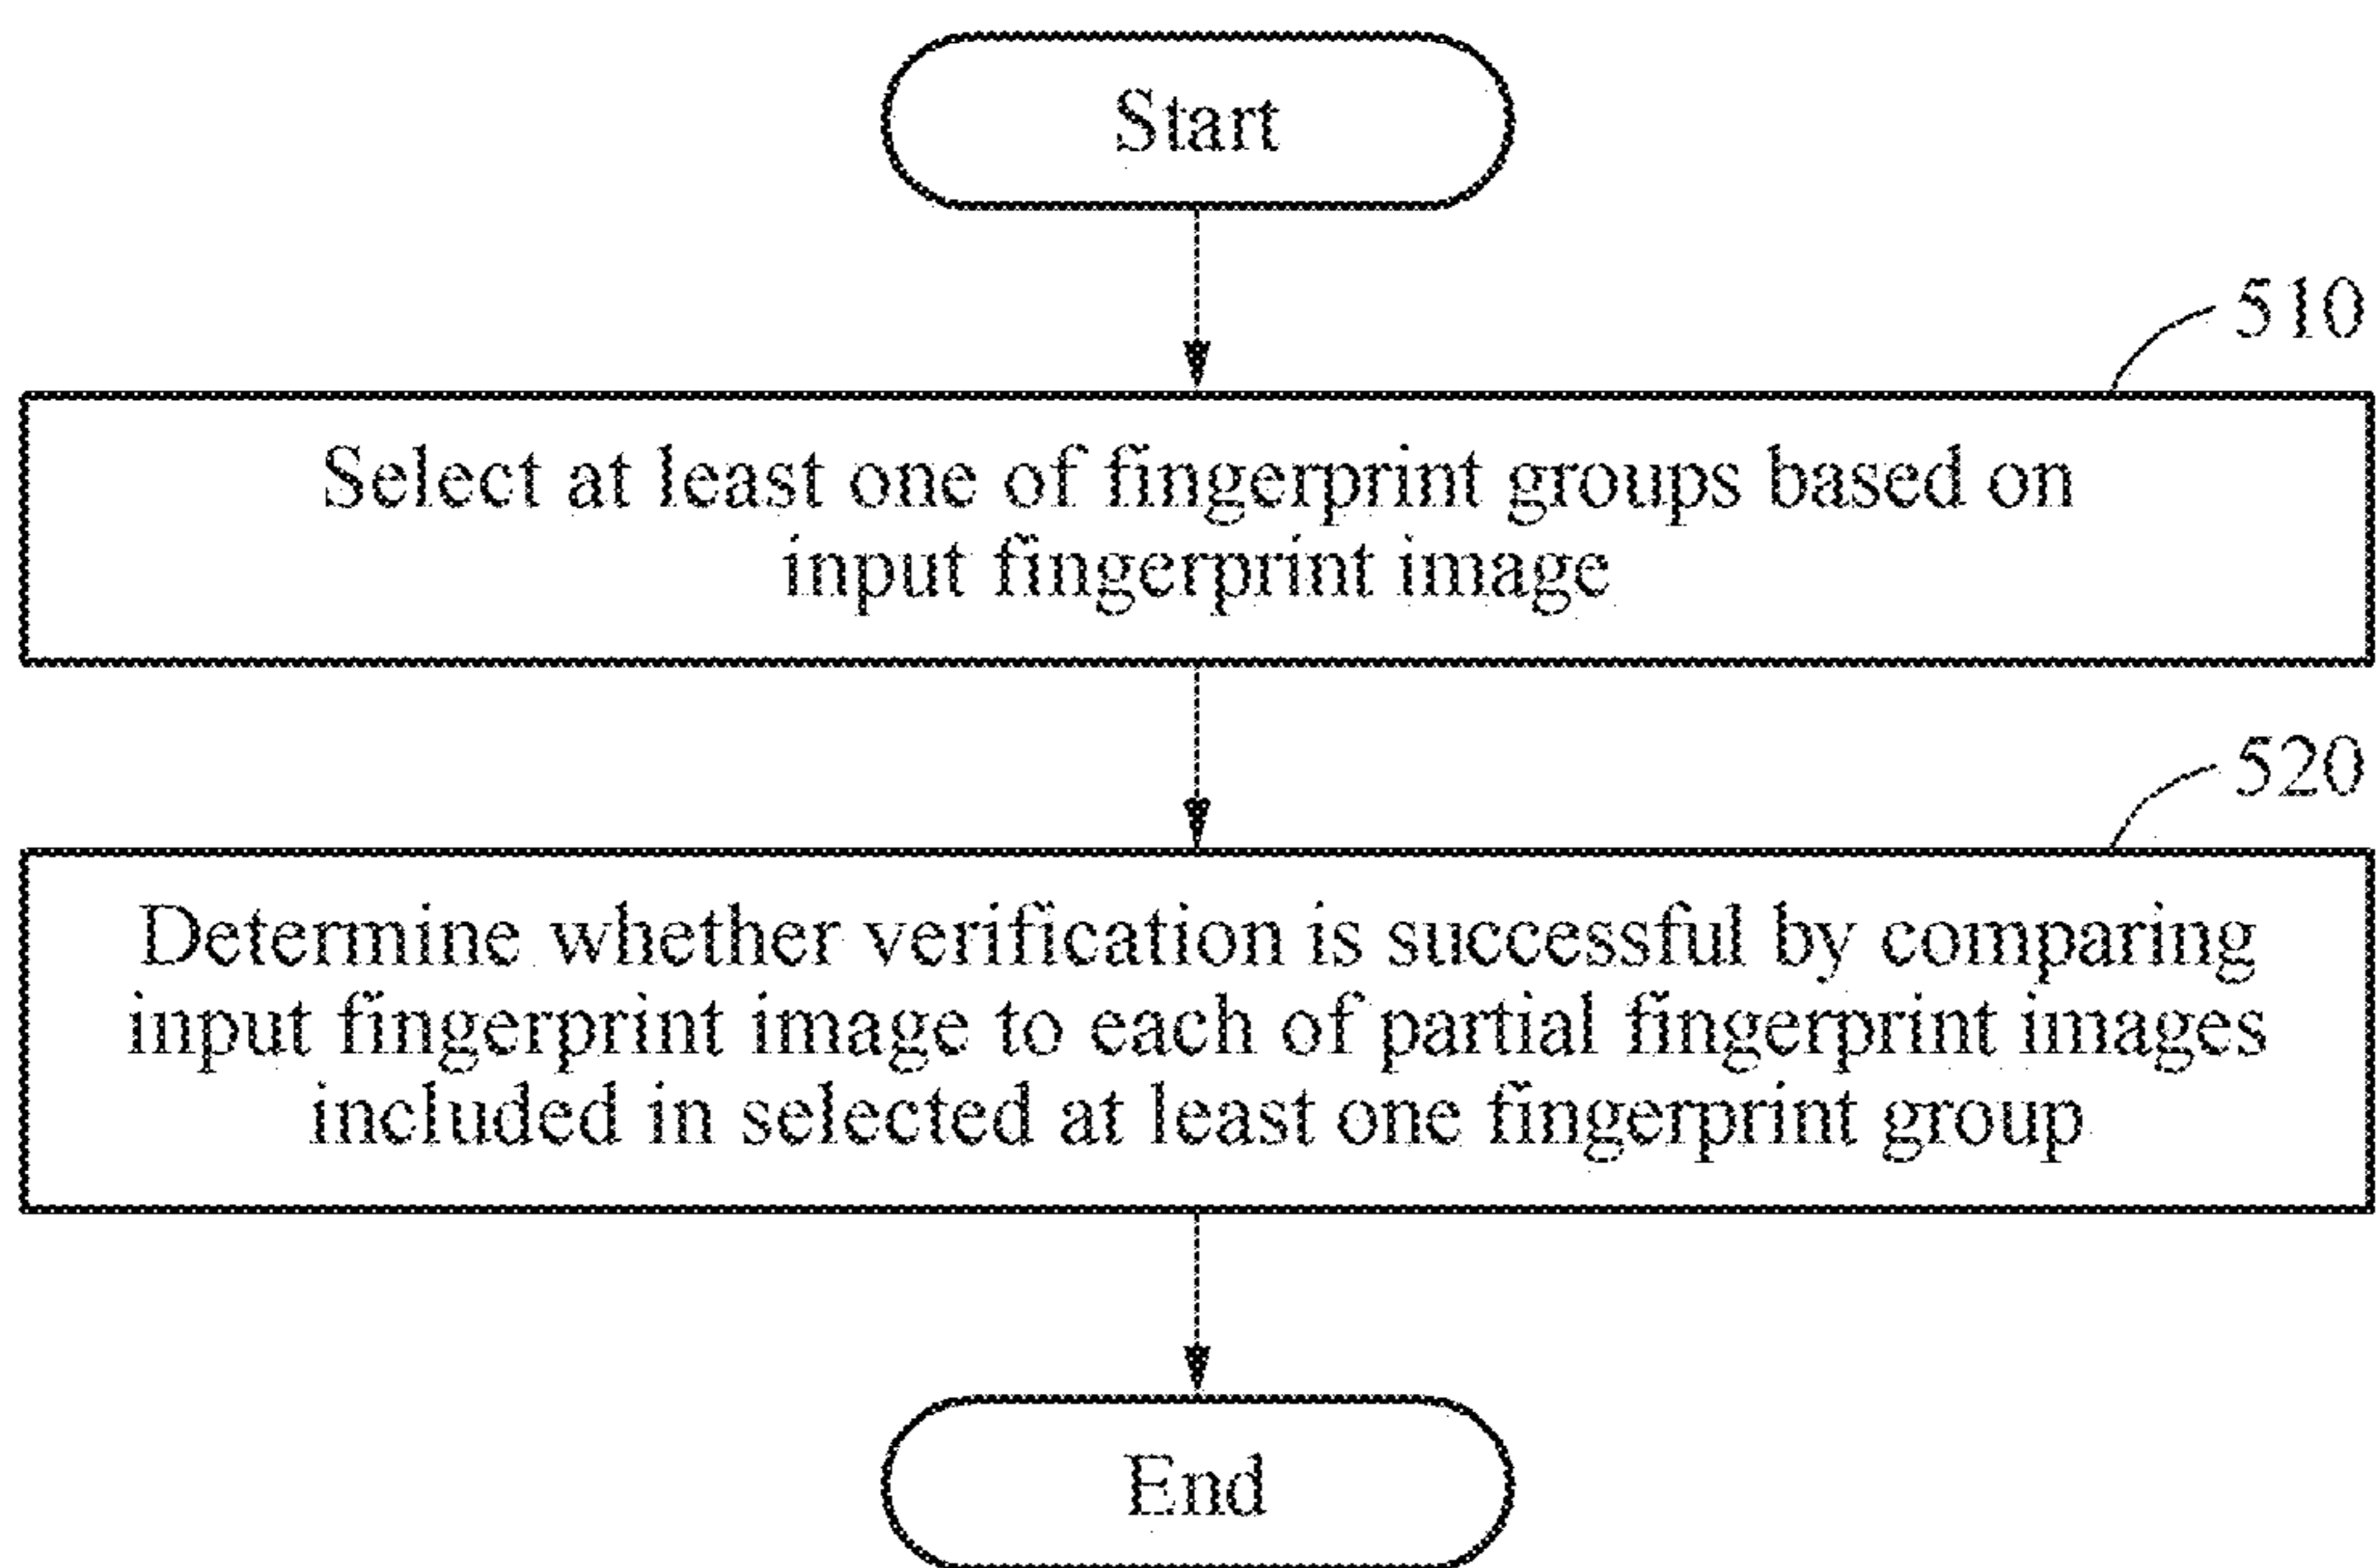 Start
510
Select at least one of fingerprint groups based on
input fingerprint image
520
Determine whether verification is successful by comparing
input fingerprint image to each of partial fingerprint images
included in selected at least one fingerprint group
End